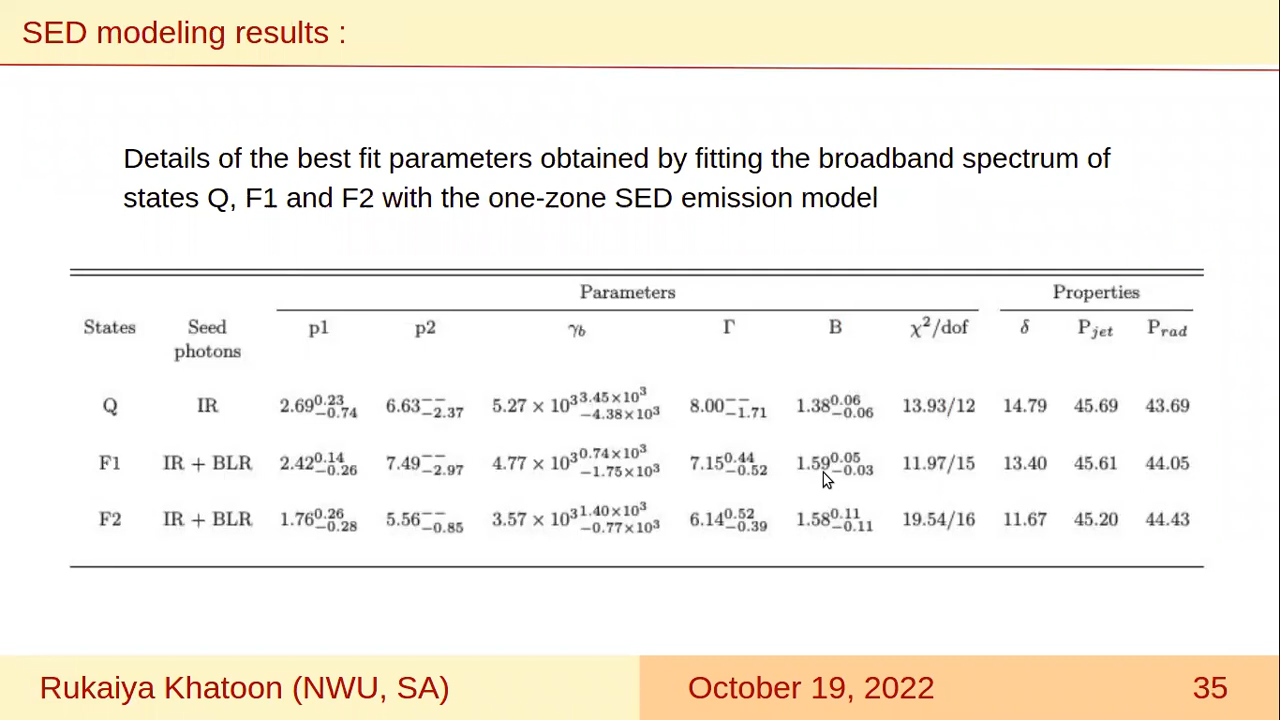 SED modeling results :
Details of the best fit parameters obtained by fitting the broadband spectrum of
states Q, F1 and F2 with the one-zone SED emission model
Parameters Properties
States Seed photons p1 p2 γ_b Γ B χ²/dof δ P_jet P_rad
Q IR 2.69^{0.23}_{−0.74} 6.63^{−−}_{−2.37} 5.27 × 10³^{3.45×10³}_{−4.38×10³} 8.00^{−−}_{−1.71} 1.38^{0.06}_{−0.06} 13.93/12 14.79 45.69 43.69
F1 IR + BLR 2.42^{0.14}_{−0.26} 7.49^{−−}_{−2.97} 4.77 × 10³^{0.74×10³}_{−1.75×10³} 7.15^{0.44}_{−0.52} 1.59^{0.05}_{−0.03} 11.97/15 13.40 45.61 44.05
F2 IR + BLR 1.76^{0.26}_{−0.28} 5.56^{−−}_{−0.85} 3.57 × 10³^{1.40×10³}_{−0.77×10³} 6.14^{0.52}_{−0.39} 1.58^{0.11}_{−0.11} 19.54/16 11.67 45.20 44.43
Rukaiya Khatoon (NWU, SA) October 19, 2022 35